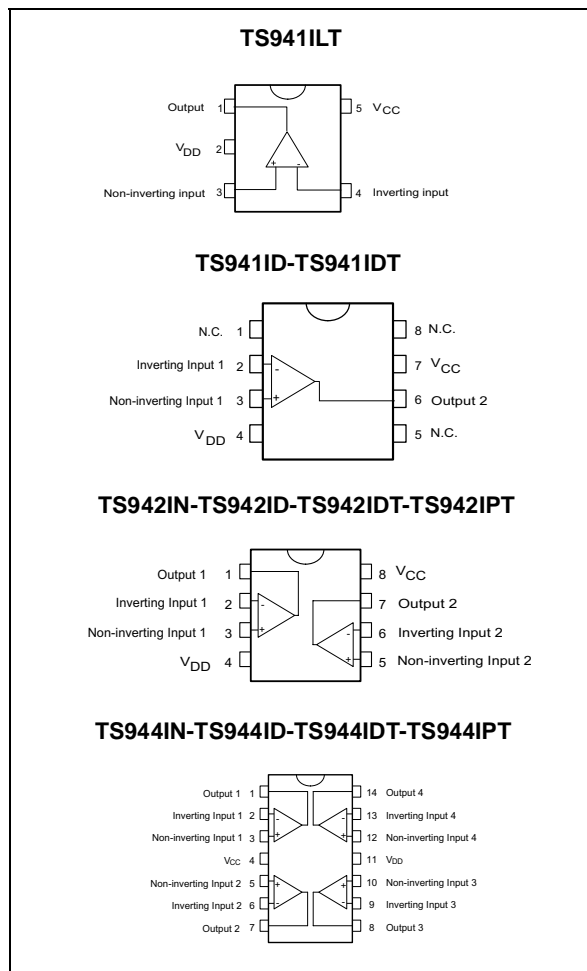 TS941ILT
Output 1 5 VCC
VDD 2
+ -
Non-inverting input 3 4 Inverting input
TS941ID-TS941IDT
N.C. 1 8 N.C.
Inverting Input 1 2 - 7 VCC
Non-inverting Input 1 3 + 6 Output 2
VDD 4 5 N.C.
TS942IN-TS942ID-TS942IDT-TS942IPT
Output 1 1 8 VCC
Inverting Input 1 2 - 7 Output 2
Non-inverting Input 1 3 + - 6 Inverting Input 2
VDD 4 + 5 Non-inverting Input 2
TS944IN-TS944ID-TS944IDT-TS944IPT
Output 1 1 14 Output 4
Inverting Input 1 2 - - 13 Inverting Input 4
Non-inverting Input 1 3 + + 12 Non-inverting Input 4
VCC 4 11 VDD
Non-inverting Input 2 5 + + 10 Non-inverting Input 3
Inverting Input 2 6 - - 9 Inverting Input 3
Output 2 7 8 Output 3